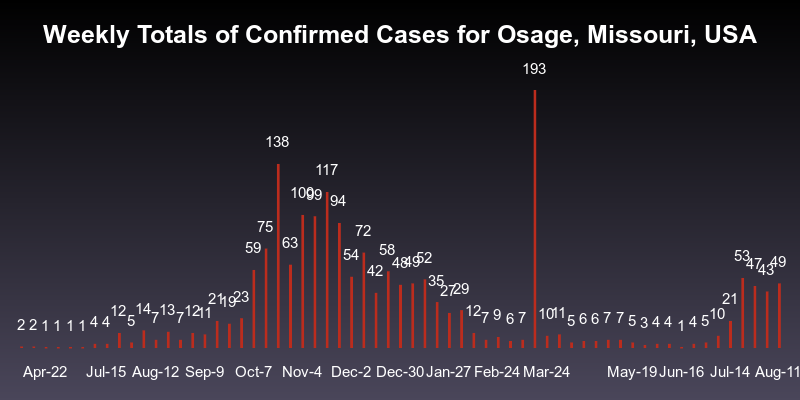 Weekly Totals of Confirmed Cases for Osage, Missouri, USA
2 2 1 1 1 1 4 4 12 5 14 7 13 7 12 11 21 19 23 59 75 138 63 100 99 117 94 54 72 42 58 48 49 52 35 27 29 12 7 9 6 7 193 10 11 5 6 6 7 7 5 3 4 4 1 4 5 10 21 53 47 43 49
Apr-22 Jul-15 Aug-12 Sep-9 Oct-7 Nov-4 Dec-2 Dec-30 Jan-27 Feb-24 Mar-24 May-19 Jun-16 Jul-14 Aug-11